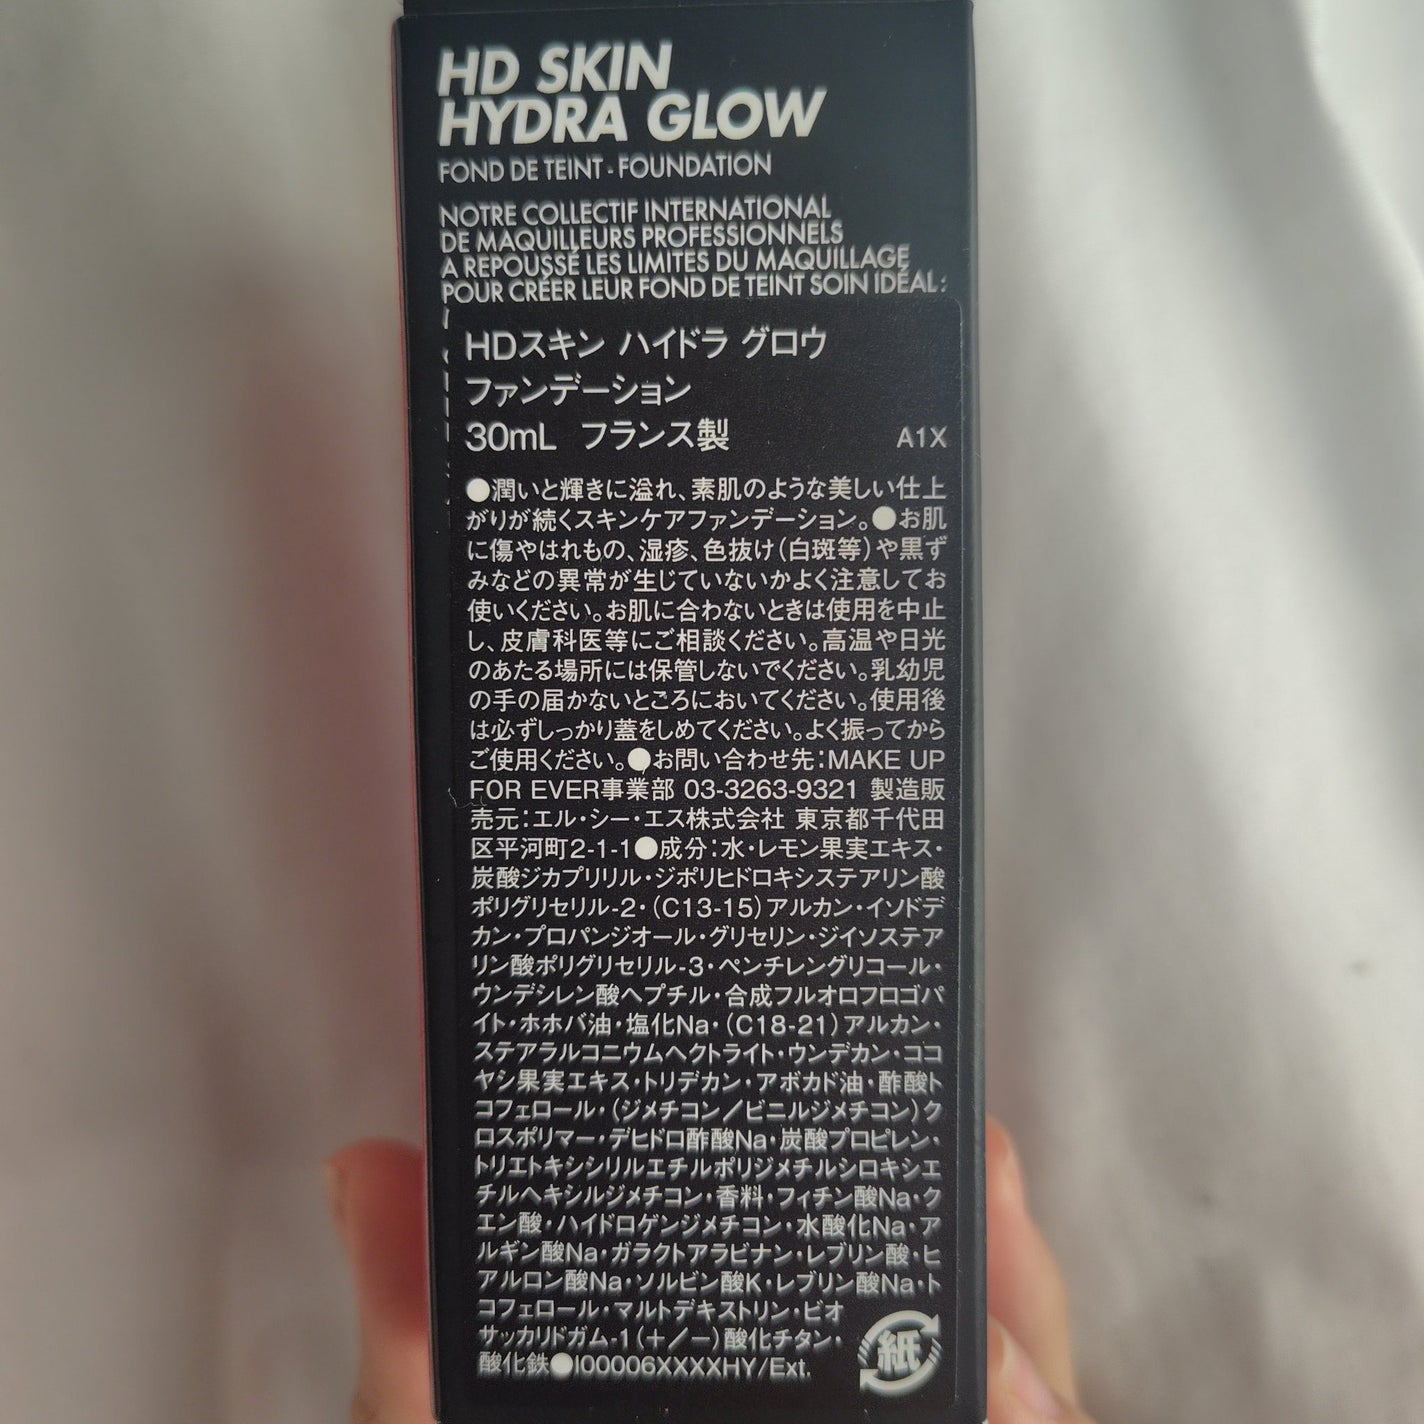 HD SKIN
HYDRA GLOW
FOND DE TEINT - FOUNDATION
NOTRE COLLECTIF INTERNATIONAL
DE MAQUILLEURS PROFESSIONNELS
A REPOUSSÉ LES LIMITES DU MAQUILLAGE
POUR CRÉER LEUR FOND DE TEINT SOIN IDÉAL:
HDスキン ハイドラ グロウ
ファンデーション
30mL フランス製 A1X
●潤いと輝きに溢れ、素肌のような美しい仕上
がりが続くスキンケアファンデーション。●お肌
に傷やはれもの、湿疹、色抜け(白斑等)や黒ず
みなどの異常が生じていないかよく注意してお
使いください。お肌に合わないときは使用を中止
し、皮膚科医等にご相談ください。高温や日光
のあたる場所には保管しないでください。乳幼児
の手の届かないところにおいてください。使用後
は必ずしっかり蓋をしめてください。よく振ってから
ご使用ください。●お問い合わせ先:MAKE UP
FOR EVER事業部 03-3263-9321 製造販
売元:エル・シー・エス株式会社 東京都千代田
区平河町2-1-1●成分:水・レモン果実エキス・
炭酸ジカプリリル・ジポリヒドロキシステアリン酸
ポリグリセリル-2・(C13-15)アルカン・イソドデ
カン・プロパンジオール・グリセリン・ジイソステア
リン酸ポリグリセリル-3・ペンチレングリコール・
ウンデシレン酸ヘプチル・合成フルオロフロゴパ
イト・ホホバ油・塩化Na・(C18-21)アルカン・
ステアラルコニウムヘクトライト・ウンデカン・ココ
ヤシ果実エキス・トリデカン・アボカド油・酢酸ト
コフェロール・(ジメチコン/ビニルジメチコン)ク
ロスポリマー・デヒドロ酢酸Na・炭酸プロピレン・
トリエトキシシリルエチルポリジメチルシロキシエ
チルヘキシルジメチコン・香料・フィチン酸Na・ク
エン酸・ハイドロゲンジメチコン・水酸化Na・ア
ルギン酸Na・ガラクトアラビナン・レブリン酸・ヒ
アルロン酸Na・ソルビン酸K・レブリン酸Na・ト
コフェロール・マルトデキストリン・ビオ
サッカリドガム-1(+/-)酸化チタン・
酸化鉄●I00006XXXXHY/Ext.
紙